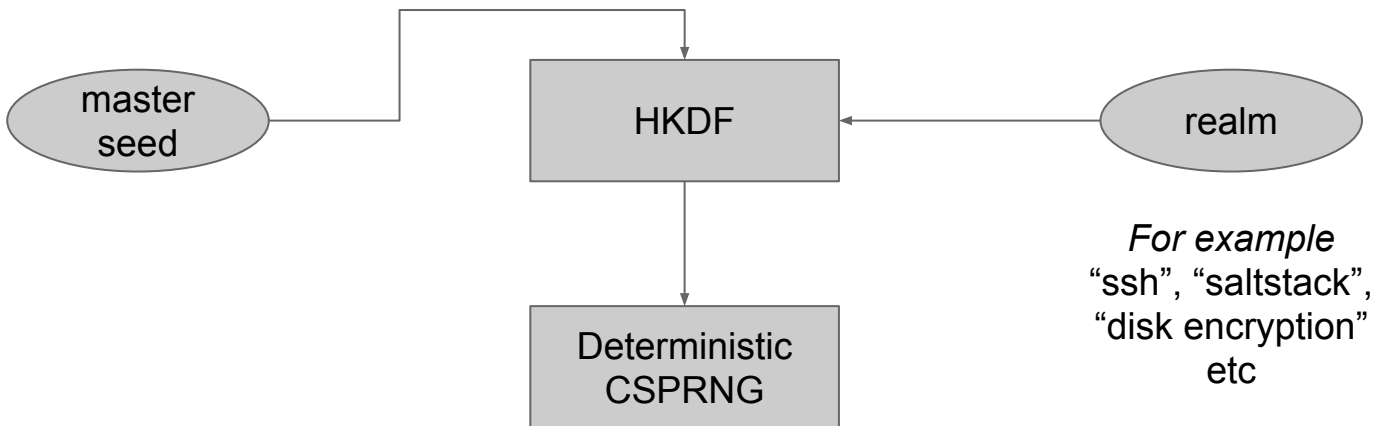 master
seed
HKDF
realm
For example
“ssh”, “saltstack”,
“disk encryption”
etc
Deterministic
CSPRNG